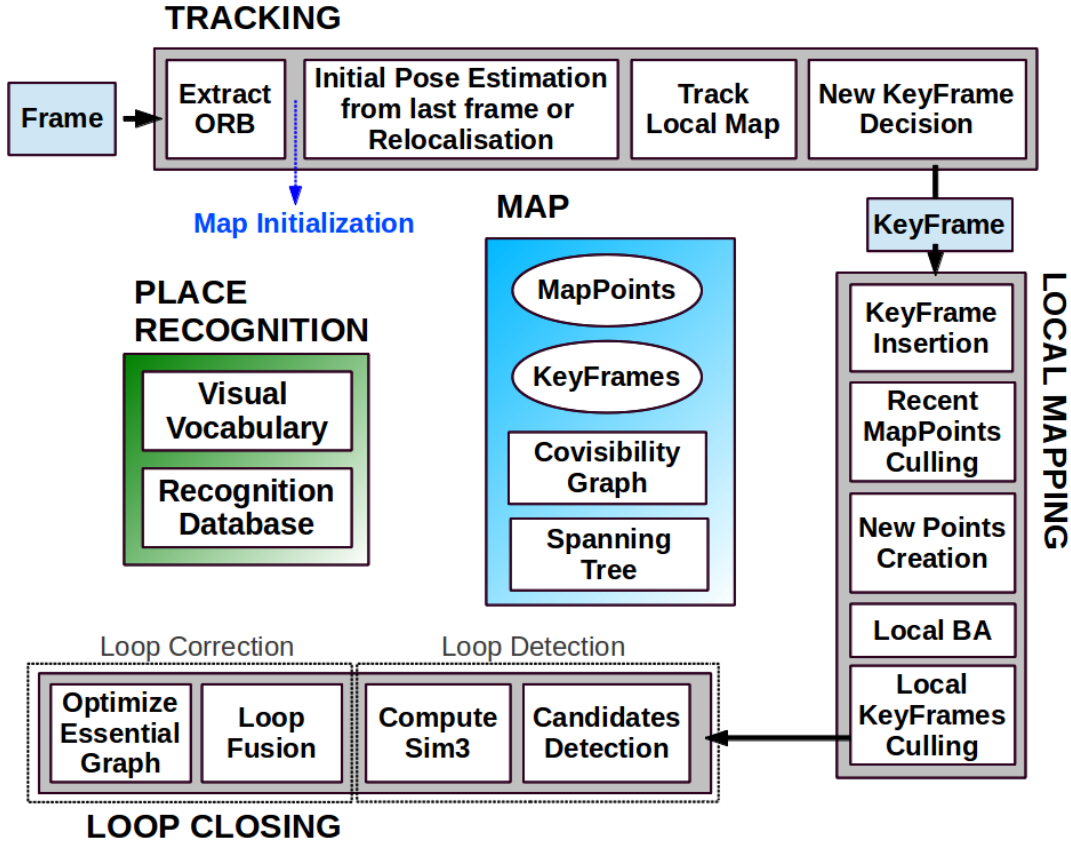 TRACKING
Frame
Extract
ORB
Initial Pose Estimation
from last frame or
Relocalisation
Track
Local Map
New KeyFrame
Decision
Map Initialization
KeyFrame
MAP
MapPoints
KeyFrames
Covisibility
Graph
Spanning
Tree
PLACE
RECOGNITION
Visual
Vocabulary
Recognition
Database
LOCAL MAPPING
KeyFrame
Insertion
Recent
MapPoints
Culling
New Points
Creation
Local BA
Local
KeyFrames
Culling
Loop Correction
Loop Detection
Optimize
Essential
Graph
Loop
Fusion
Compute
Sim3
Candidates
Detection
LOOP CLOSING